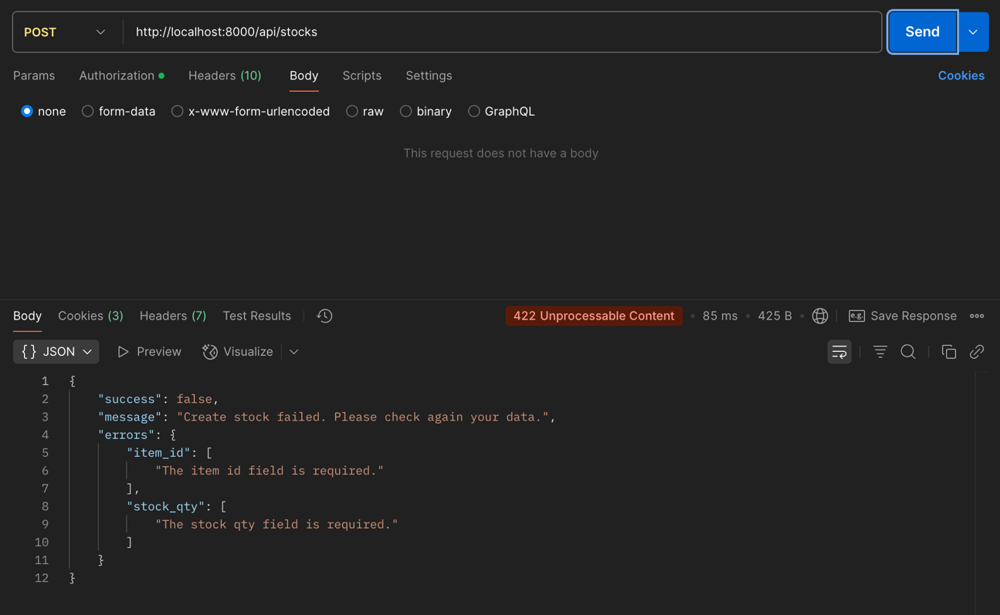 POST http://localhost:8000/api/stocks Send
Params Authorization Headers (10) Body Scripts Settings Cookies
none form-data x-www-form-urlencoded raw binary GraphQL
This request does not have a body
Body Cookies (3) Headers (7) Test Results 422 Unprocessable Content 85 ms 425 B e.g. Save Response
{} JSON Preview Visualize
1 {
2 "success": false,
3 "message": "Create stock failed. Please check again your data.",
4 "errors": {
5 "item_id": [
6 "The item id field is required."
7 ],
8 "stock_qty": [
9 "The stock qty field is required."
10 ]
11 }
12 }